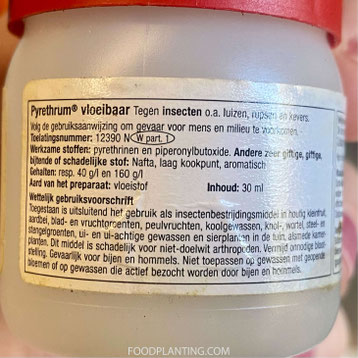 Pyrethrum® vloeibaar Tegen insecten o.a. luizen, rupsen en kevers.
Volg de gebruiksaanwijzing om gevaar voor mens en milieu te voorkomen.
Toelatingsnummer: 12390 N W part. 1
Werkzame stoffen: pyrethrinen en piperonylbutoxide. Andere zeer giftige, giftige,
bijtende of schadelijke stof: Nafta, laag kookpunt, aromatisch
Gehalten: resp. 40 g/l en 160 g/l
Aard van het preparaat: vloeistof Inhoud: 30 ml
Wettelijk gebruiksvoorschrift
Toegestaan is uitsluitend het gebruik als insectenbestrijdingsmiddel in houtig kleinfruit,
aardbei, blad- en vruchtgroenten, peulvruchten, koolgewassen, knol-, wortel-, steel- en
stengelgroenten, ui- en ui-achtige gewassen en sierplanten in de tuin, alsmede kamer-
planten. Dit middel is schadelijk voor niet-doelwit arthropoden. Vermijd onnodige bloot-
stelling. Gevaarlijk voor bijen en hommels. Niet toepassen op gewassen met geopende
bloemen of op gewassen die actief bezocht worden door bijen en hommels.
FOODPLANTING.COM